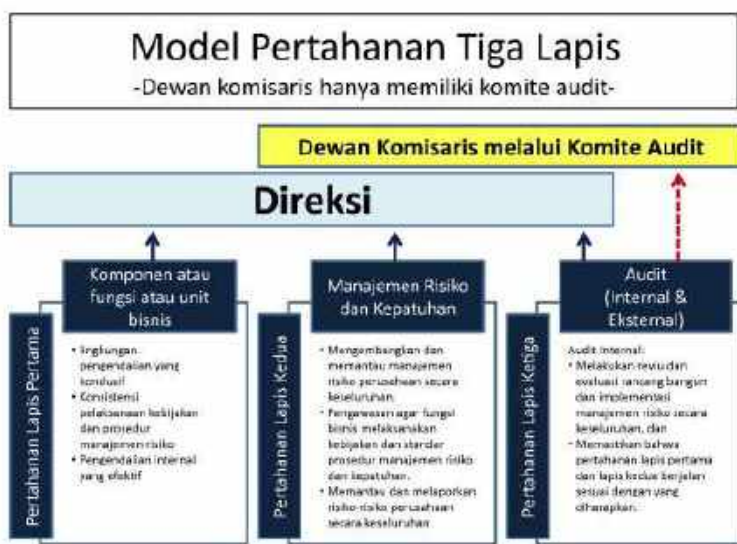 Model Pertahanan Tiga Lapis
-Dewan komisaris hanya memiliki komite audit-
Dewan Komisaris melalui Komite Audit
Direksi
Komponen atau
fungsi atau unit
bisnis
Pertahanan Lapis Pertama
• lingkungan
pengendalian yang
kondusif
• Konsistensi
pelaksanaan kebijakan
dan prosedur
manajemen risiko
• Pengendalian internal
yang efektif
Manajemen Risiko
dan Kepatuhan
Pertahanan Lapis Kedua
• Mengembangkan dan
memantau manajemen
risiko perusahaan secara
keseluruhan.
• Pengawasan agar fungsi
bisnis melaksanakan
kebijakan dan standar
prosedur manajemen risiko
dan kepatuhan.
• Memantau dan melaporkan
risiko-risiko perusahaan
secara keseluruhan
Audit
(Internal &
Eksternal)
Pertahanan Lapis Ketiga
Audit Internal:
• Melakukan reviu dan
evaluasi rancang bangun
dan implementasi
manajemen risiko secara
keseluruhan, dan
• Memastikan bahwa
pertahanan lapis pertama
dan lapis kedua berjalan
sesuai dengan yang
diharapkan.